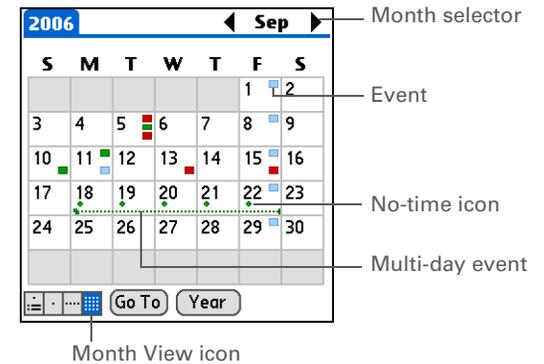 2006 Sep
Month selector
S M T W T F S
1 2
Event
3 4 5 6 7 8 9
10 11 12 13 14 15 16
17 18 19 20 21 22 23
No-time icon
24 25 26 27 28 29 30
Multi-day event
Go To Year
Month View icon